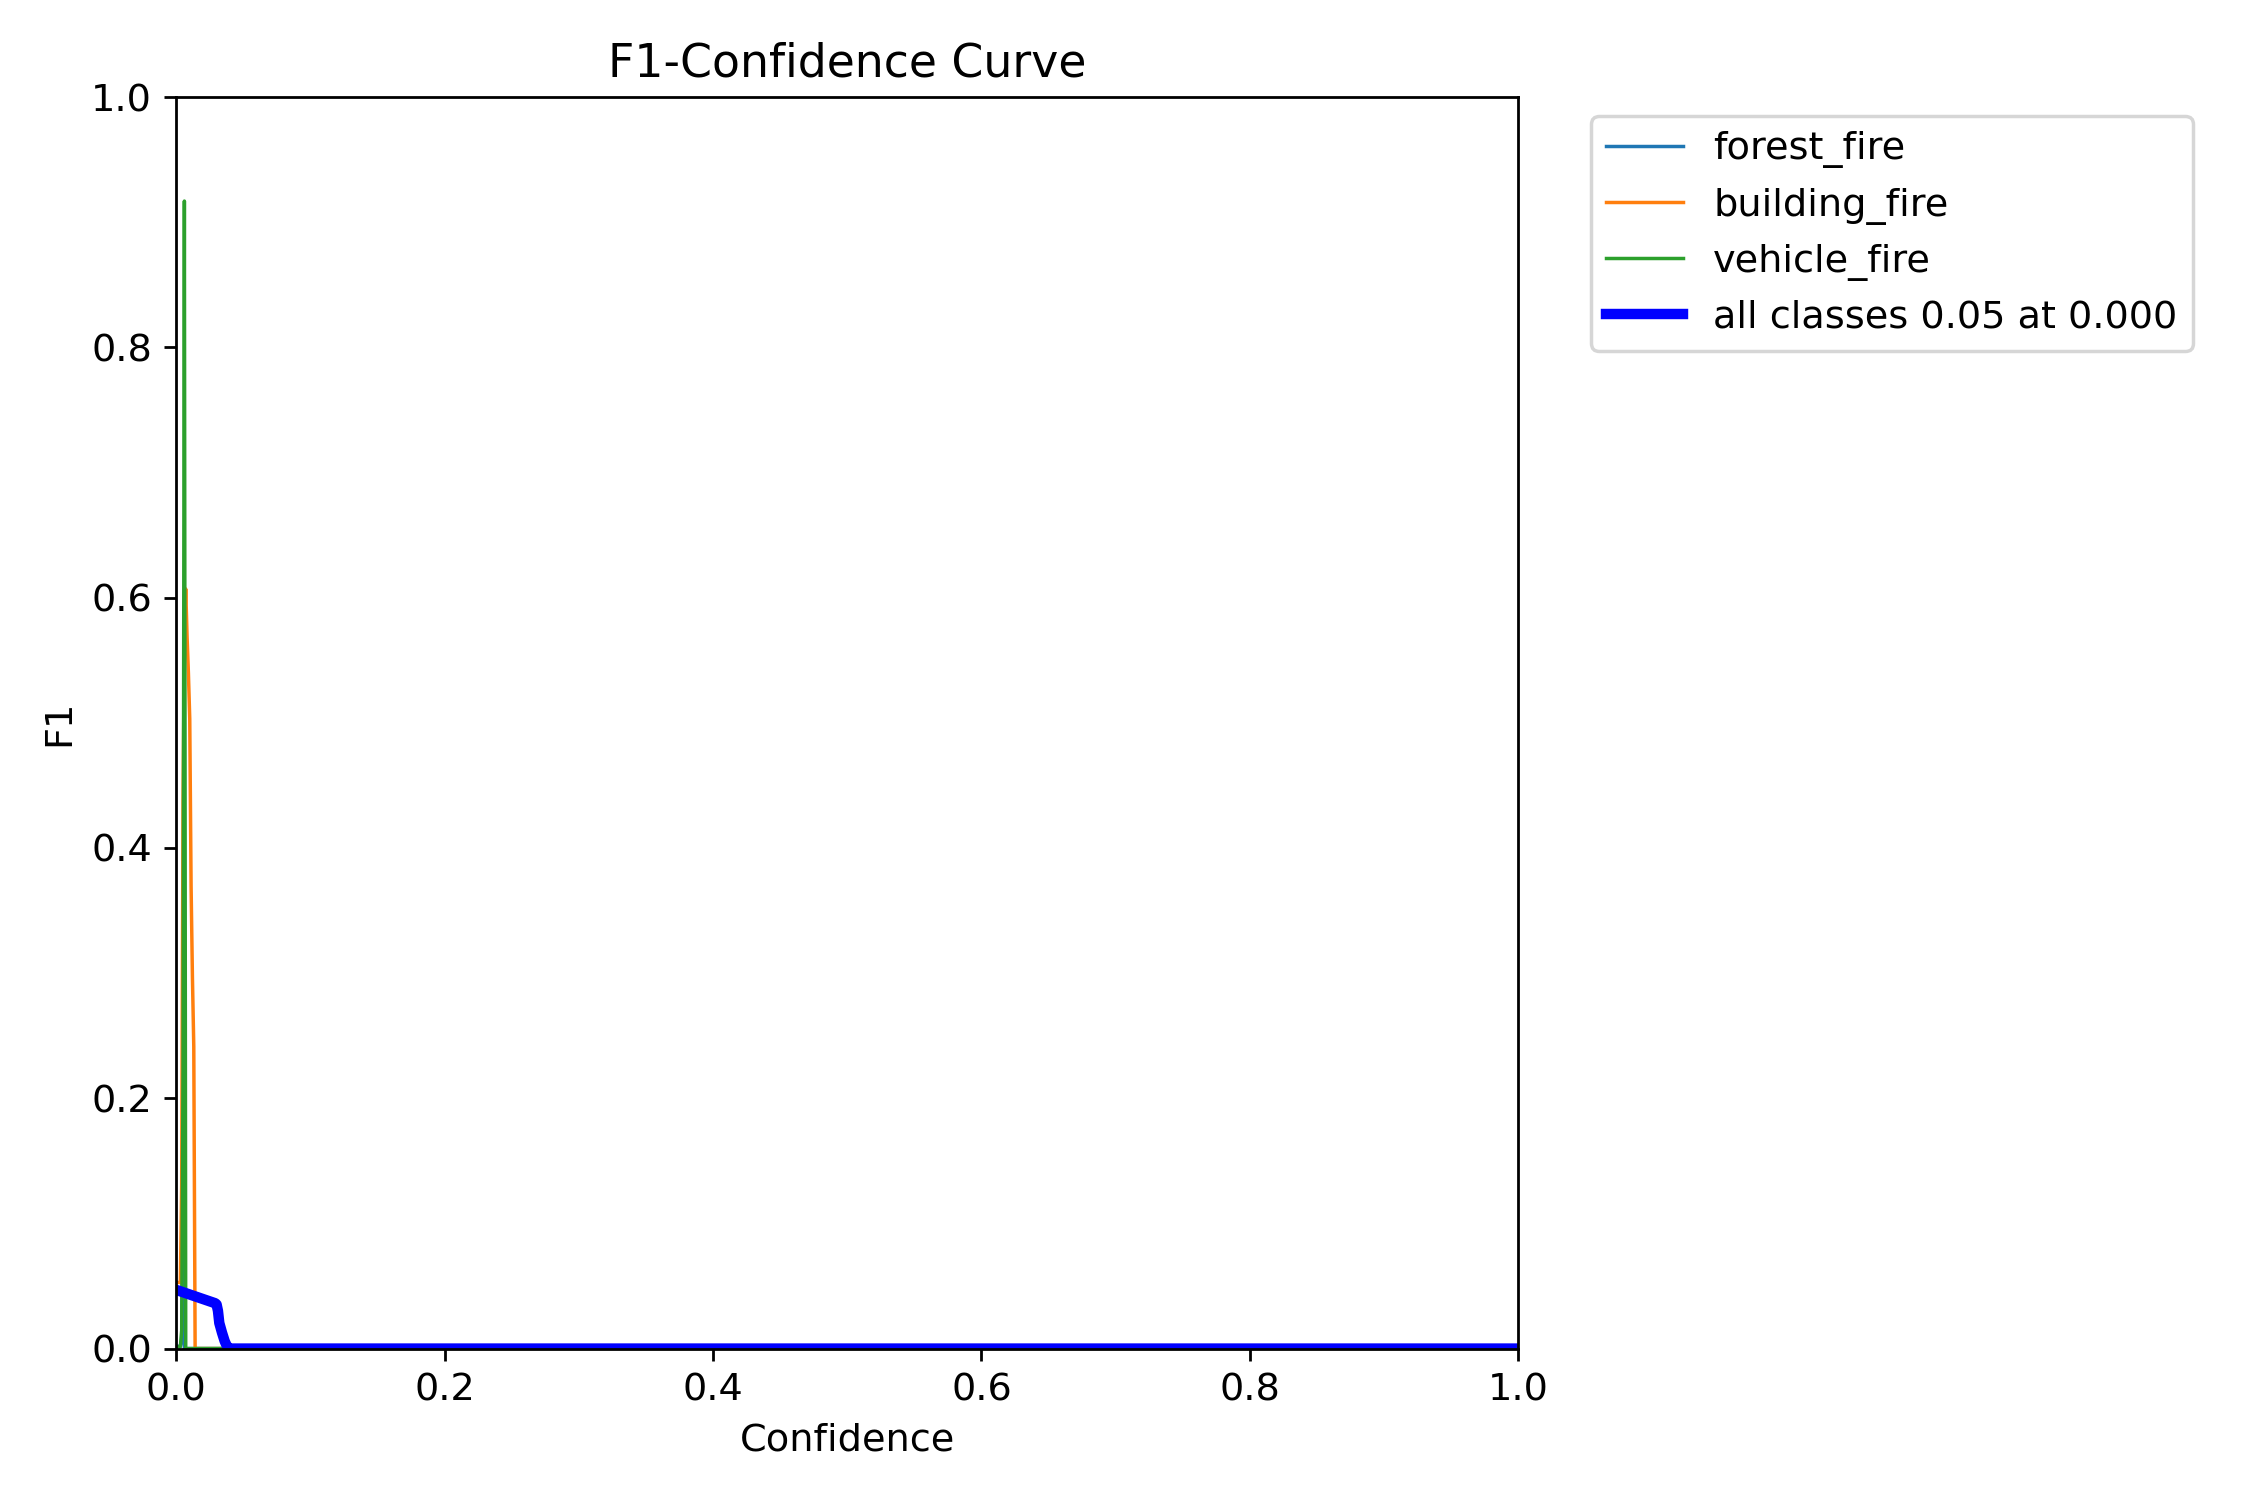 F1-Confidence Curve
1.0
0.8
0.6
0.4
0.2
0.0
F1
0.0 0.2 0.4 0.6 0.8 1.0
Confidence
forest_fire
building_fire
vehicle_fire
all classes 0.05 at 0.000